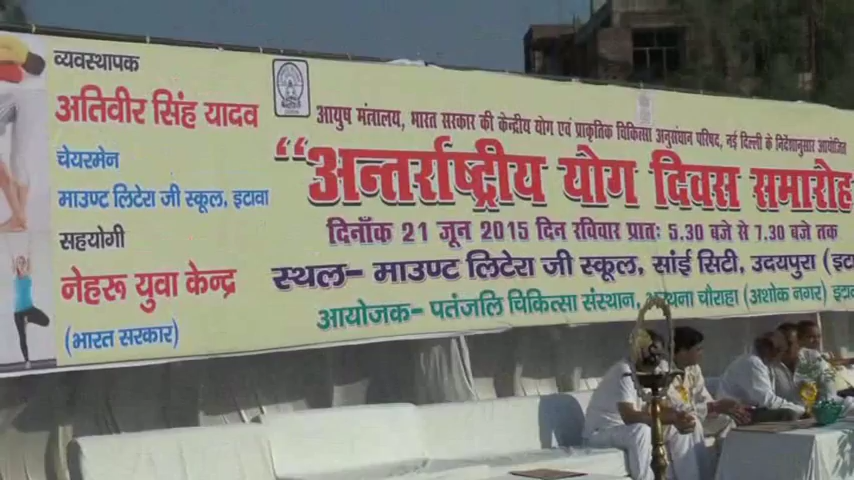 व्यवस्थापक
अतिवीर सिंह यादव
चेयरमेन
माउण्ट लिटेरा जी स्कूल, इटावा
सहयोगी
नेहरू युवा केन्द्र
(भारत सरकार)
आयुष मंत्रालय, भारत सरकार की केन्द्रीय योग एवं प्राकृतिक चिकित्सा अनुसंधान परिषद, नई दिल्ली के निर्देशानुसार आयोजित
“अन्तर्राष्ट्रीय योग दिवस समारोह
दिनाँक 21 जून 2015 दिन रविवार प्रातः 5.30 बजे से 7.30 बजे तक
स्थल- माउण्ट लिटेरा जी स्कूल, सांई सिटी, उदयपुरा (इ
आयोजक- पतंजलि चिकित्सा संस्थान, चौराहा (अशोक नगर)